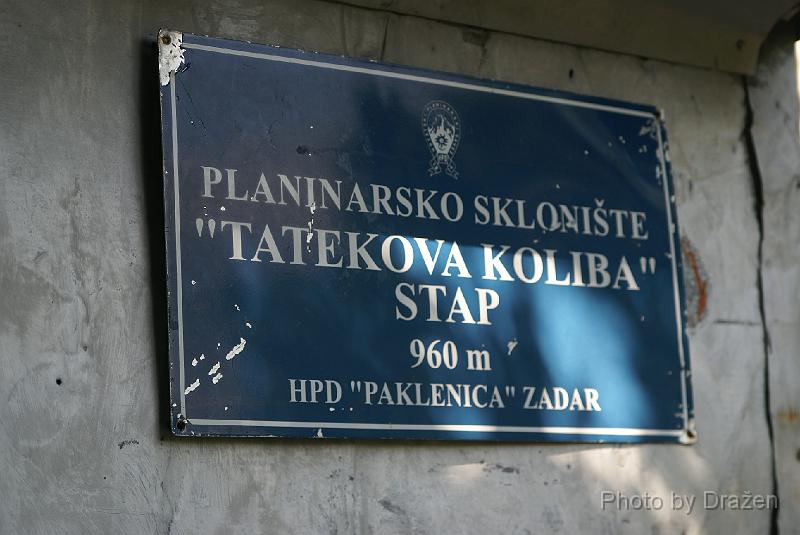 PLANINARSKO SKLONIŠTE
"TATEKOVA KOLIBA"
STAP
960 m
HPD "PAKLENICA" ZADAR
Photo by Dražen